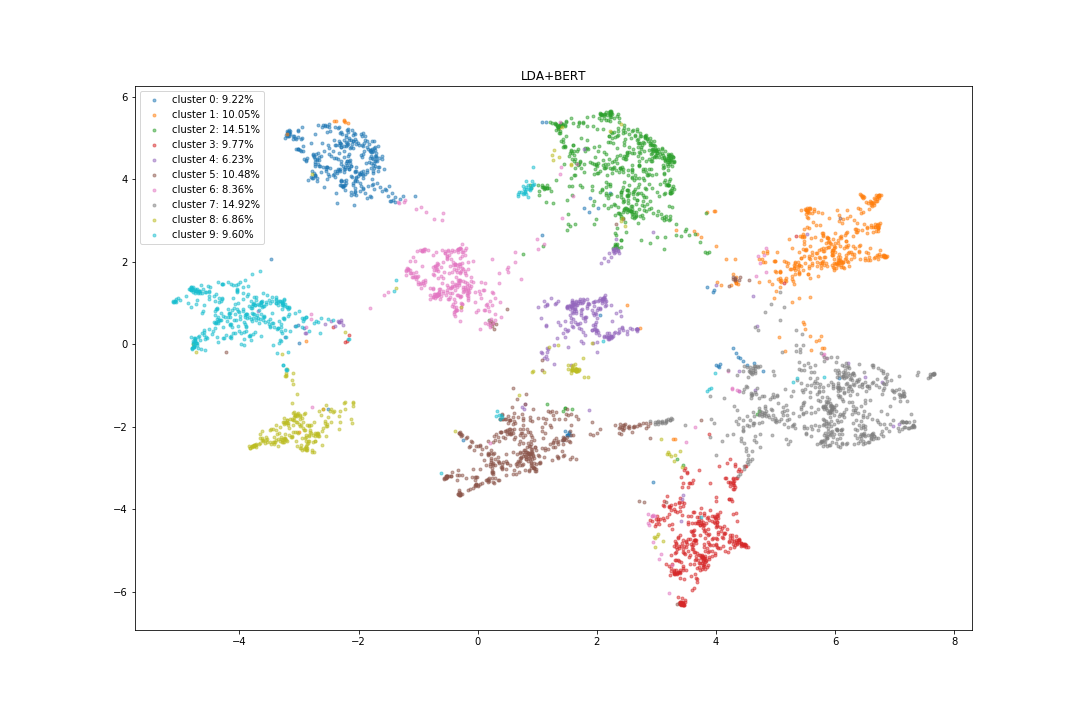 LDA+BERT
cluster 0: 9.22%
cluster 1: 10.05%
cluster 2: 14.51%
cluster 3: 9.77%
cluster 4: 6.23%
cluster 5: 10.48%
cluster 6: 8.36%
cluster 7: 14.92%
cluster 8: 6.86%
cluster 9: 9.60%
6
4
2
0
−2
−4
−6
−4 −2 0 2 4 6 8